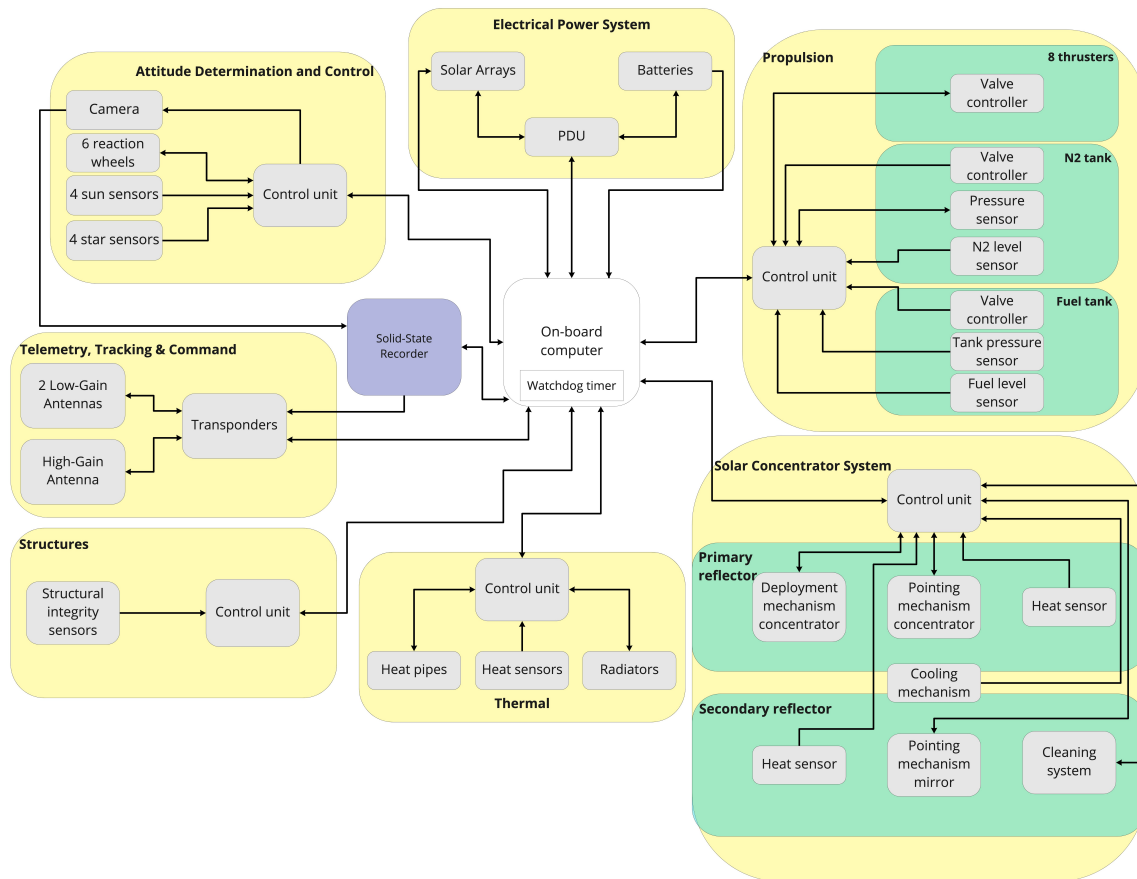 Electrical Power System
Solar Arrays
Batteries
PDU
Attitude Determination and Control
Camera
6 reaction
wheels
4 sun sensors
4 star sensors
Control unit
Propulsion
8 thrusters
Valve
controller
N2 tank
Valve
controller
Pressure
sensor
N2 level
sensor
Control unit
Fuel tank
Valve
controller
Tank pressure
sensor
Fuel level
sensor
On-board
computer
Watchdog timer
Solid-State
Recorder
Telemetry, Tracking & Command
2 Low-Gain
Antennas
High-Gain
Antenna
Transponders
Structures
Structural
integrity
sensors
Control unit
Control unit
Heat pipes
Heat sensors
Radiators
Thermal
Solar Concentrator System
Control unit
Primary
reflector
Deployment
mechanism
concentrator
Pointing
mechanism
concentrator
Heat sensor
Cooling
mechanism
Secondary reflector
Heat sensor
Pointing
mechanism
mirror
Cleaning
system